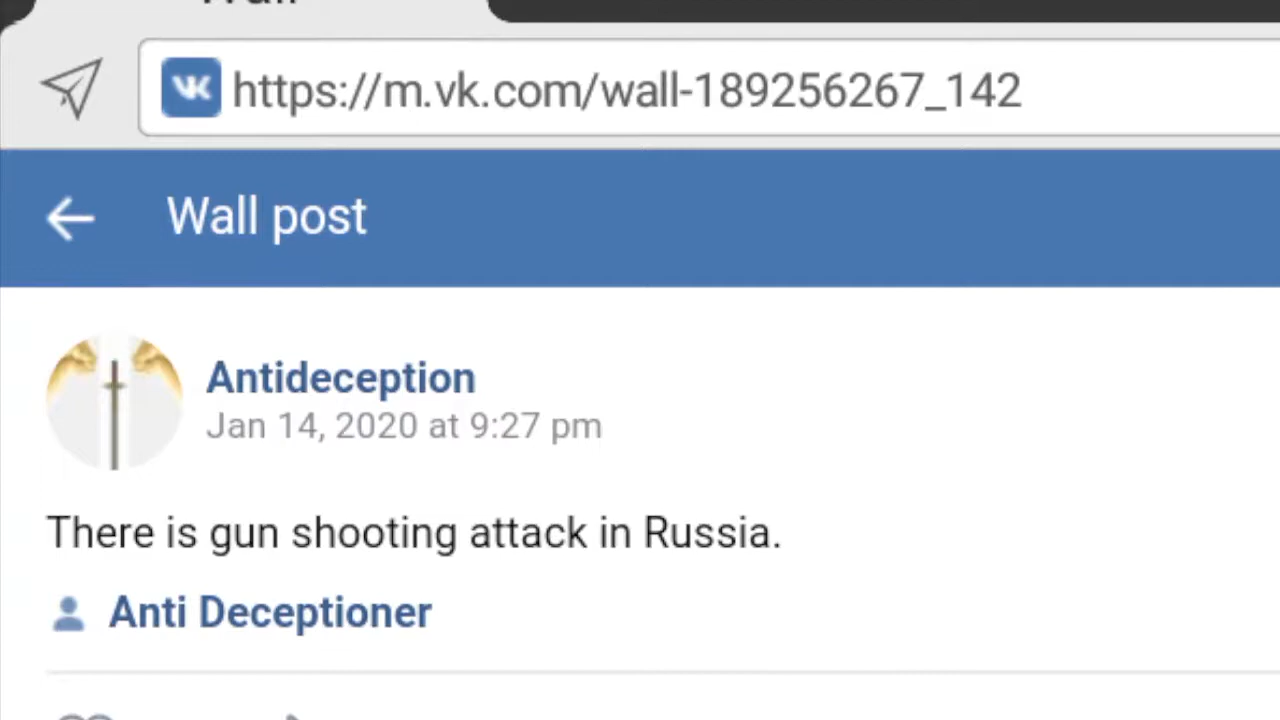 https://m.vk.com/wall-189256267_142
Wall post
Antideception
Jan 14, 2020 at 9:27 pm
There is gun shooting attack in Russia.
Anti Deceptioner